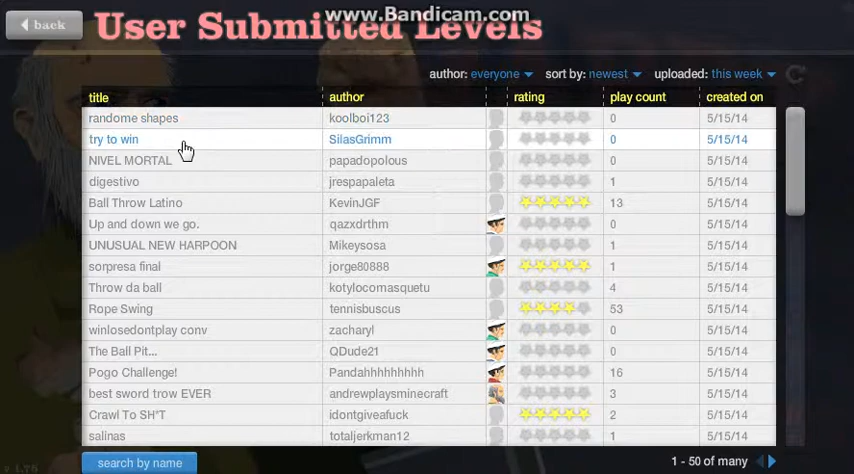 www.Bandicam.com
back
User Submitted Levels
author: everyone sort by: newest uploaded: this week
title author rating play count created on
randome shapes koolboi123 0 5/15/14
try to win SilasGrimm 0 5/15/14
NIVEL MORTAL papadopolous 0 5/15/14
digestivo jrespapaleta 1 5/15/14
Ball Throw Latino KevinJGF 13 5/15/14
Up and down we go. qazxdrthm 0 5/15/14
UNUSUAL NEW HARPOON Mikeysosa 1 5/15/14
sorpresa final jorge80888 1 5/15/14
Throw da ball kotylocomasquetu 4 5/15/14
Rope Swing tennisbuscus 53 5/15/14
winlosedontplay conv zacharyl 0 5/15/14
The Ball Pit... QDude21 0 5/15/14
Pogo Challenge! Pandahhhhhhhhh 16 5/15/14
best sword trow EVER andrewplaysminecraft 3 5/15/14
Crawl To SH*T idontgiveafuck 2 5/15/14
salinas totaljerkman12 1 5/15/14
v 1.76
search by name 1 - 50 of many